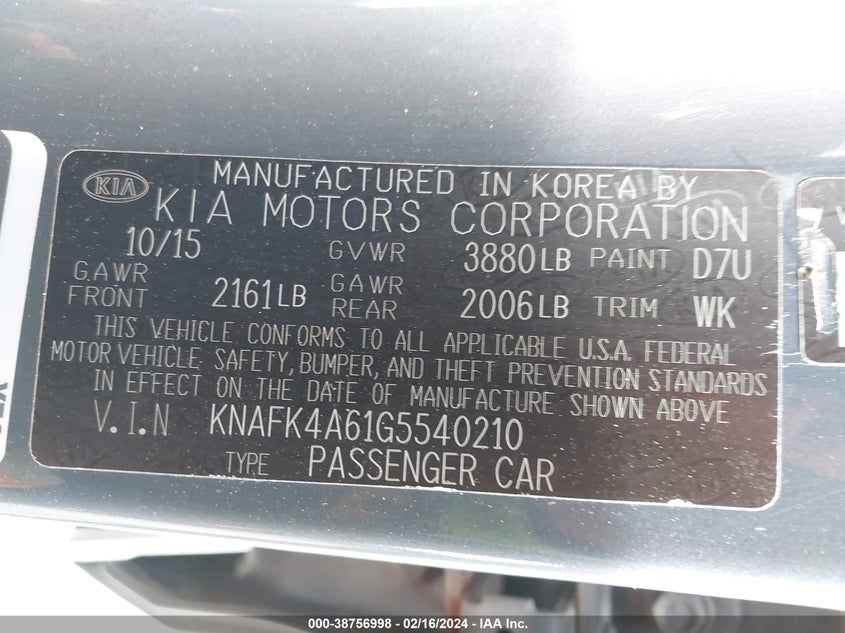 KIA
MANUFACTURED IN KOREA BY
KIA MOTORS CORPORATION
10/15 GVWR 3880LB PAINT D7U
GAWR FRONT 2161LB GAWR REAR 2006LB TRIM WK
THIS VEHICLE CONFORMS TO ALL APPLICABLE U.S.A. FEDERAL
MOTOR VEHICLE SAFETY, BUMPER, AND THEFT PREVENTION STANDARDS
IN EFFECT ON THE DATE OF MANUFACTURE SHOWN ABOVE
V.I.N KNAFK4A61G5540210
TYPE PASSENGER CAR
000-38756998 - 02/16/2024 - IAA Inc.